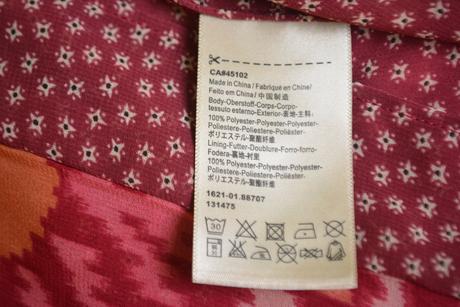 CA#45102
Made in China / Fabriqué en Chine/
Feito em China / 中国制造
Body-Oberstoff-Corps-Corpo-
tessuto esterno-Exterior-裏地-主料:
100% Polyester-Polyester-Polyester-
Poliestere-Poliester-Poliéster-
ポリエステル-聚酯纤维
Lining-Futter-Doublure-Forro-forro-
Fodera-裏地-衬里
100% Polyester-Polyester-Polyester-
Poliestere-Poliester-Poliéster-
ポリエステル-聚酯纤维
1621-01.88707
131475
30